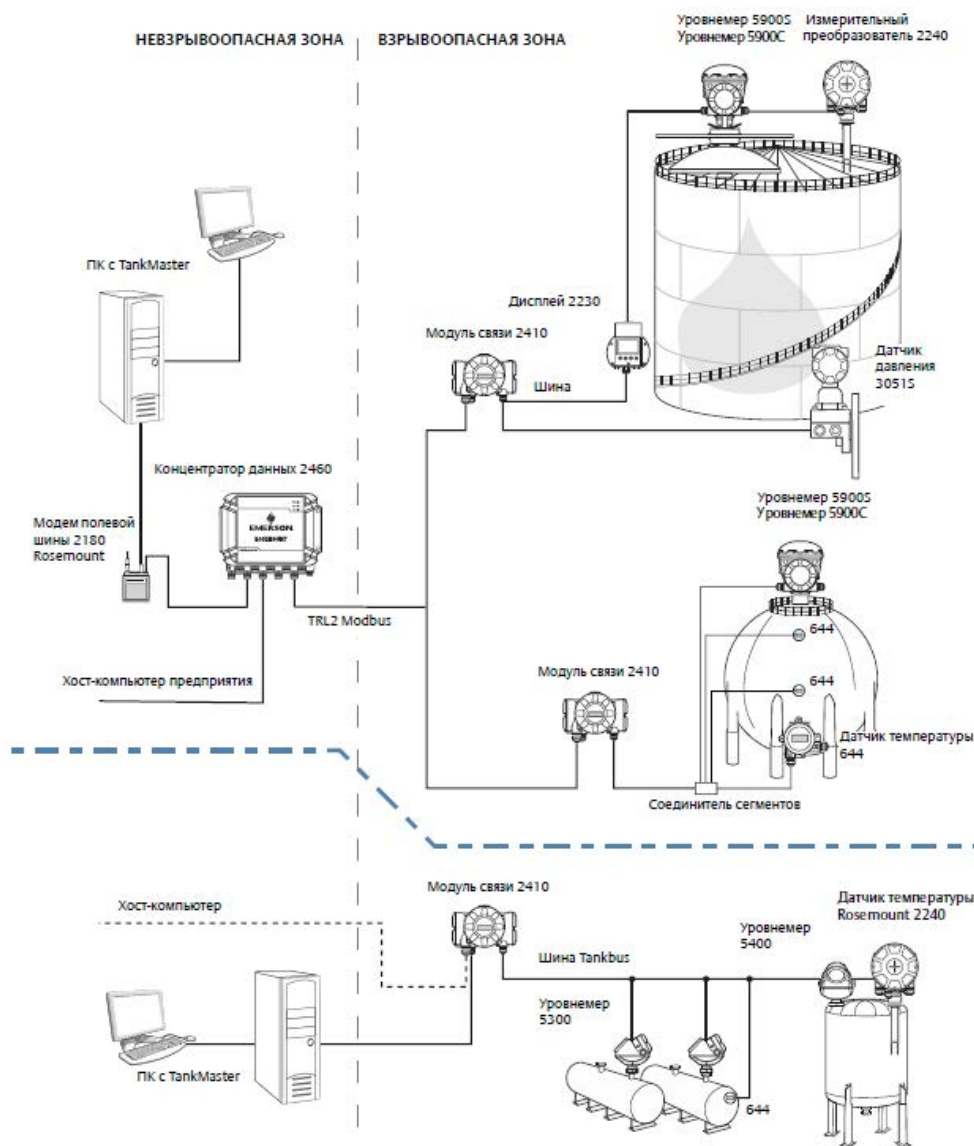 НЕВЗРЫВООПАСНАЯ ЗОНА
ВЗРЫВООПАСНАЯ ЗОНА
Уровнемер 5900S
Уровнемер 5900C
Измерительный
преобразователь 2240
ПК с TankMaster
Дисплей 2230
Модуль связи 2410
Шина
Датчик
давления
3051S
Концентратор данных 2460
Модем полевой
шины 2180
Rosemount
EMERSON
TRL2 Modbus
Хост-компьютер предприятия
Уровнемер 5900S
Уровнемер 5900C
644
644
Модуль связи 2410
Датчик температуры
644
Соединитель сегментов
Модуль связи 2410
Хост-компьютер
Шина Tankbus
Датчик температуры
Rosemount 2240
Уровнемер
5400
Уровнемер
5300
ПК с TankMaster
644